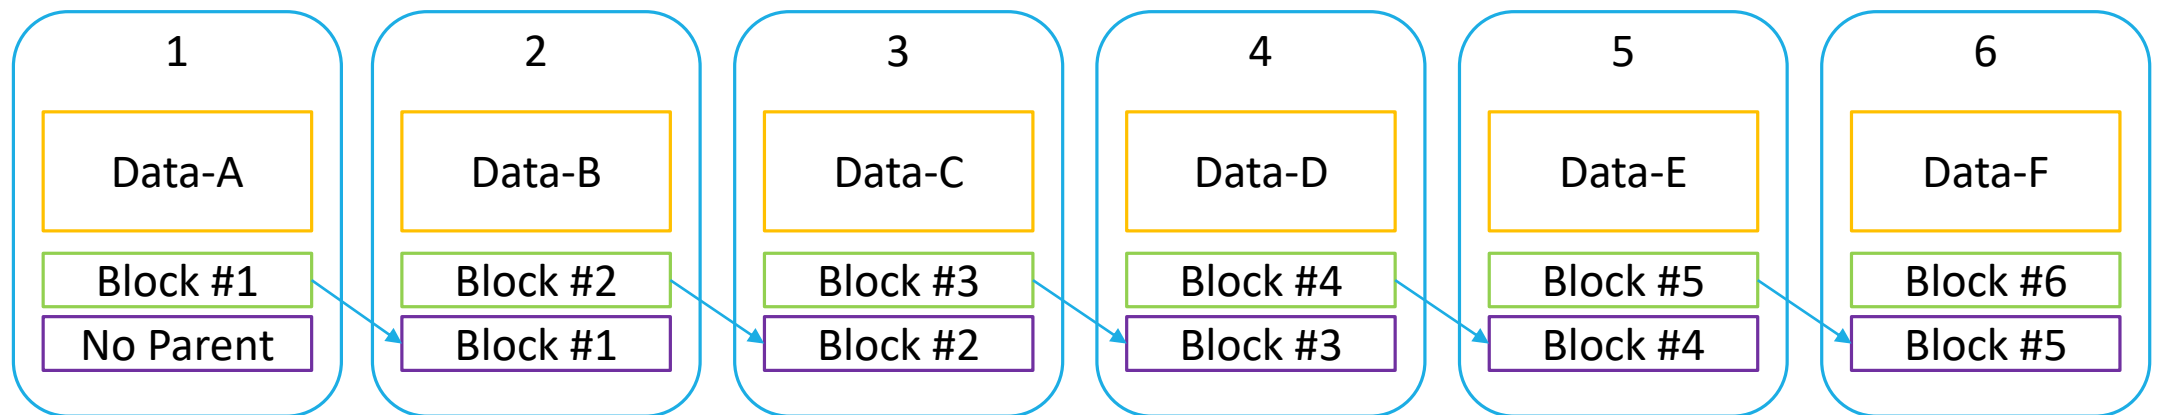 1
Data-A
Block #1
No Parent
2
Data-B
Block #2
Block #1
3
Data-C
Block #3
Block #2
4
Data-D
Block #4
Block #3
5
Data-E
Block #5
Block #4
6
Data-F
Block #6
Block #5